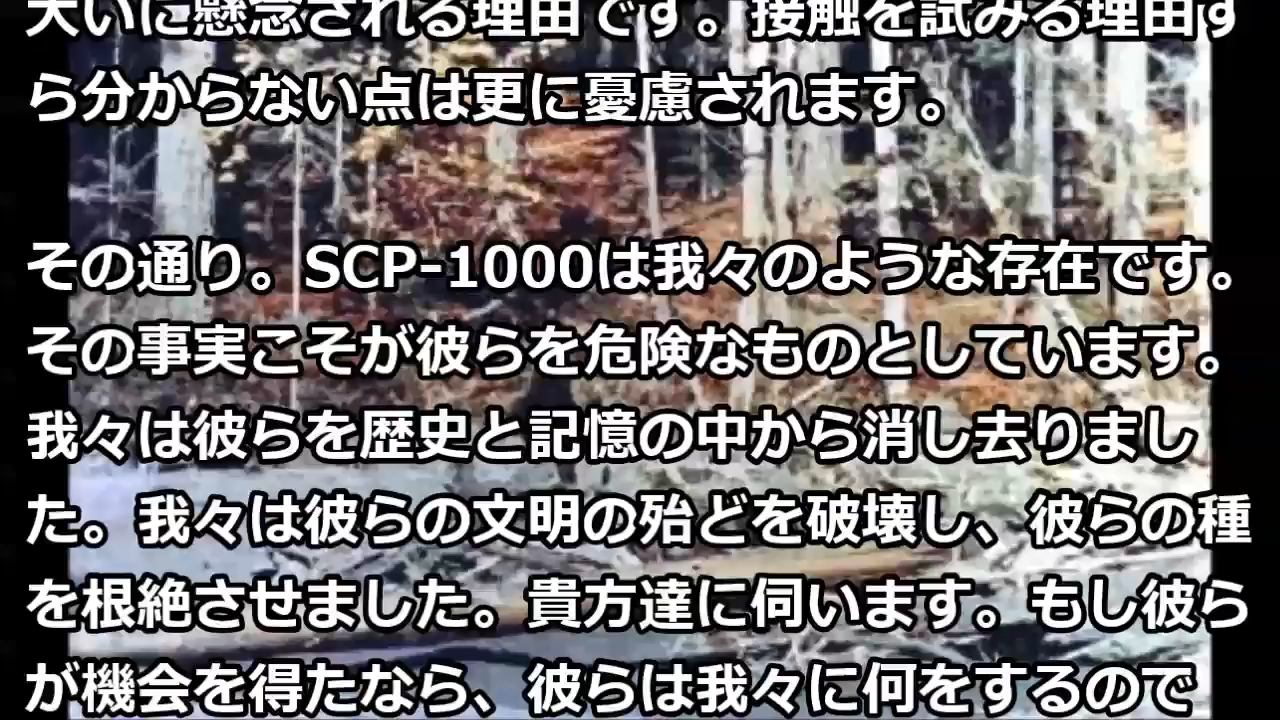 大いに懸念される理由です。接触を試みる理由す
ら分からない点は更に憂慮されます。
その通り。SCP-1000は我々のような存在です。
その事実こそが彼らを危険なものとしています。
我々は彼らを歴史と記憶の中から消し去りまし
た。我々は彼らの文明の殆どを破壊し、彼らの種
を根絶させました。貴方達に伺います。もし彼ら
が機会を得たなら、彼らは我々に何をするので